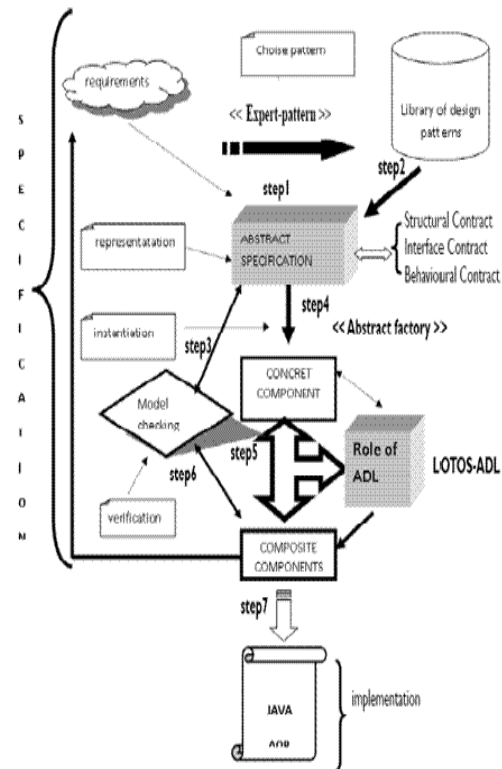 Choise pattern
requirements
<< Expert-pattern >>
Library of design
patterns
step1
step2
ABSTRACT
SPECIFICATION
Structural Contract
Interface Contract
Behavioural Contract
representatation
step4
<< Abstract factory >>
instantiation
step3
CONCRET
COMPONENT
Model
checking
step5
Role of
ADL
LOTOS-ADL
step6
verification
COMPOSITE
COMPONENTS
step7
JAVA
implementation
S
P
E
C
I
F
I
C
A
I
I
O
N